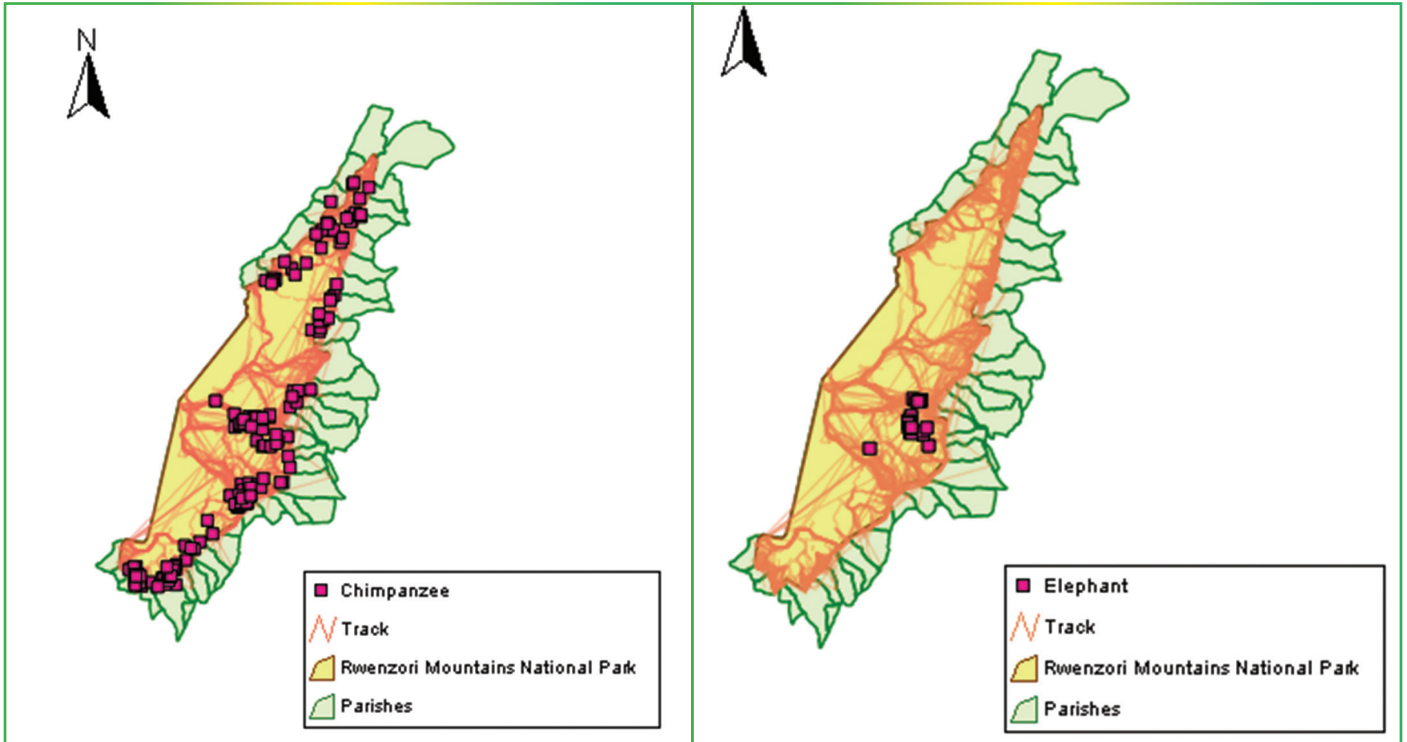 N
Chimpanzee
Track
Rwenzori Mountains National Park
Parishes
Elephant
Track
Rwenzori Mountains National Park
Parishes